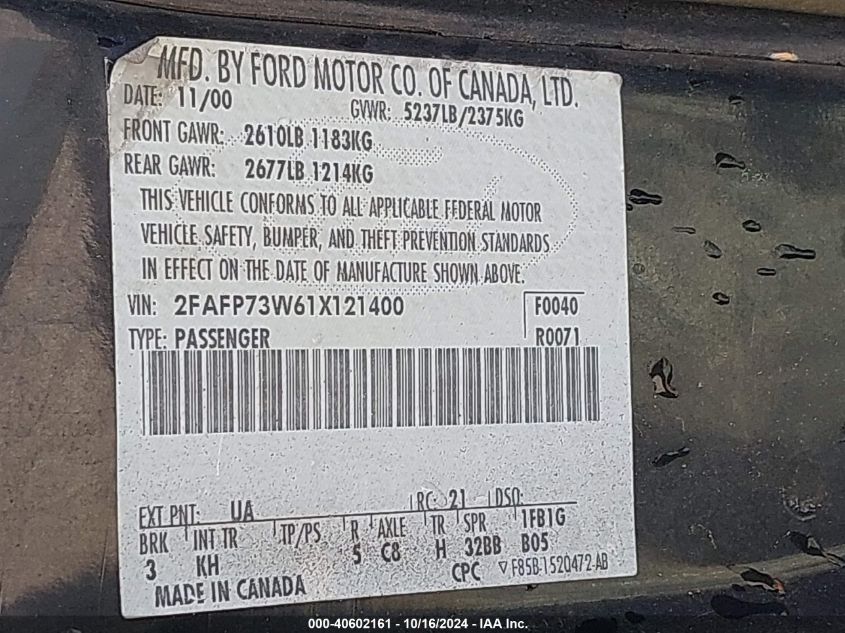 MFD. BY FORD MOTOR CO. OF CANADA, LTD.
DATE: 11/00 GVWR: 5237LB/2375KG
FRONT GAWR: 2610LB 1183KG
REAR GAWR: 2677LB 1214KG
THIS VEHICLE CONFORMS TO ALL APPLICABLE FEDERAL MOTOR
VEHICLE SAFETY, BUMPER, AND THEFT PREVENTION STANDARDS
IN EFFECT ON THE DATE OF MANUFACTURE SHOWN ABOVE.
VIN: 2FAFP73W61X121400 F0040
TYPE: PASSENGER R0071
EXT PNT: UA RC: 21 DSO:
BRK INT TR TP/PS R AXLE TR SPR 1FB1G
3 KH 5 C8 H 32BB B05
MADE IN CANADA CPC ▽F85B-1520472-AB
000-40602161 - 10/16/2024 - IAA Inc.